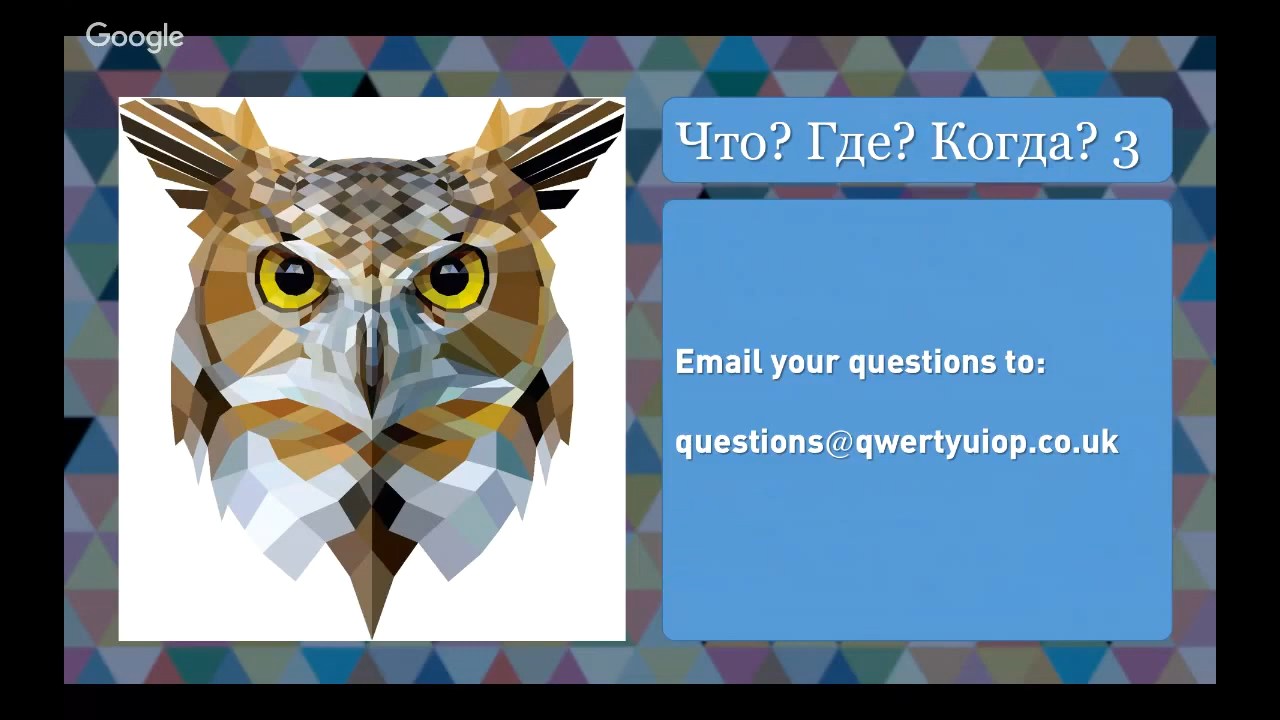 Google
Что? Где? Когда? 3
Email your questions to:
questions@qwertyuiop.co.uk